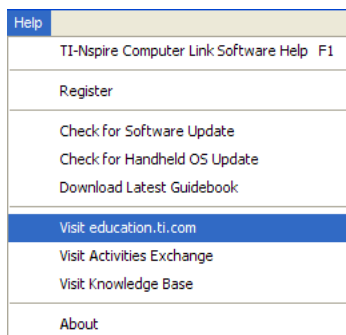 Help
TI-Nspire Computer Link Software Help F1
Register
Check for Software Update
Check for Handheld OS Update
Download Latest Guidebook
Visit education.ti.com
Visit Activities Exchange
Visit Knowledge Base
About